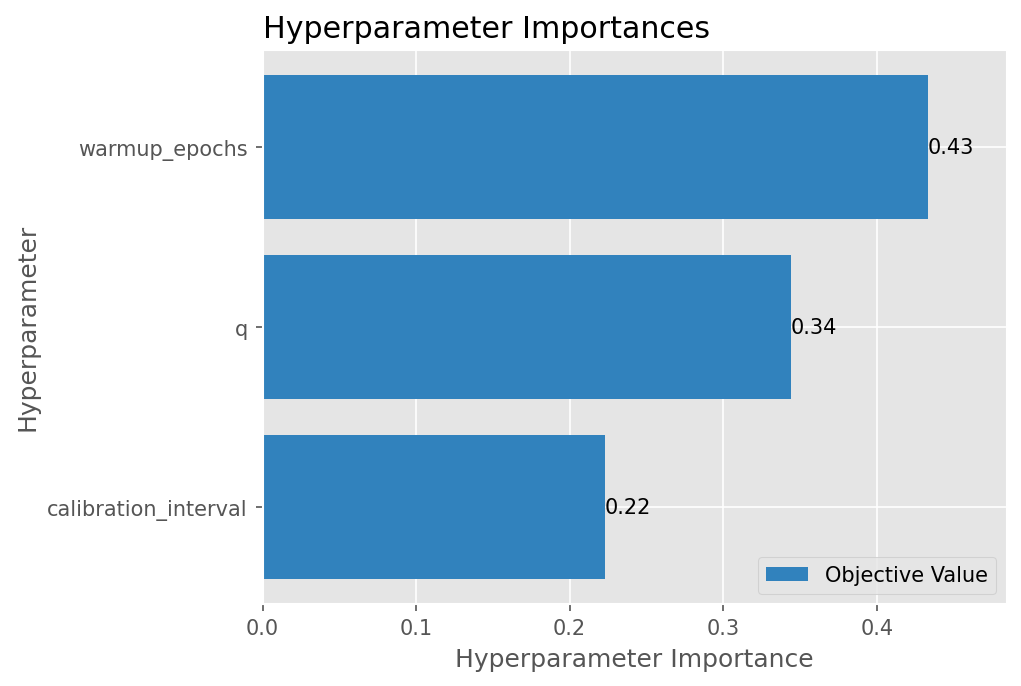 Hyperparameter Importances
Hyperparameter
warmup_epochs
0.43
q
0.34
calibration_interval
0.22
Objective Value
0.0 0.1 0.2 0.3 0.4
Hyperparameter Importance